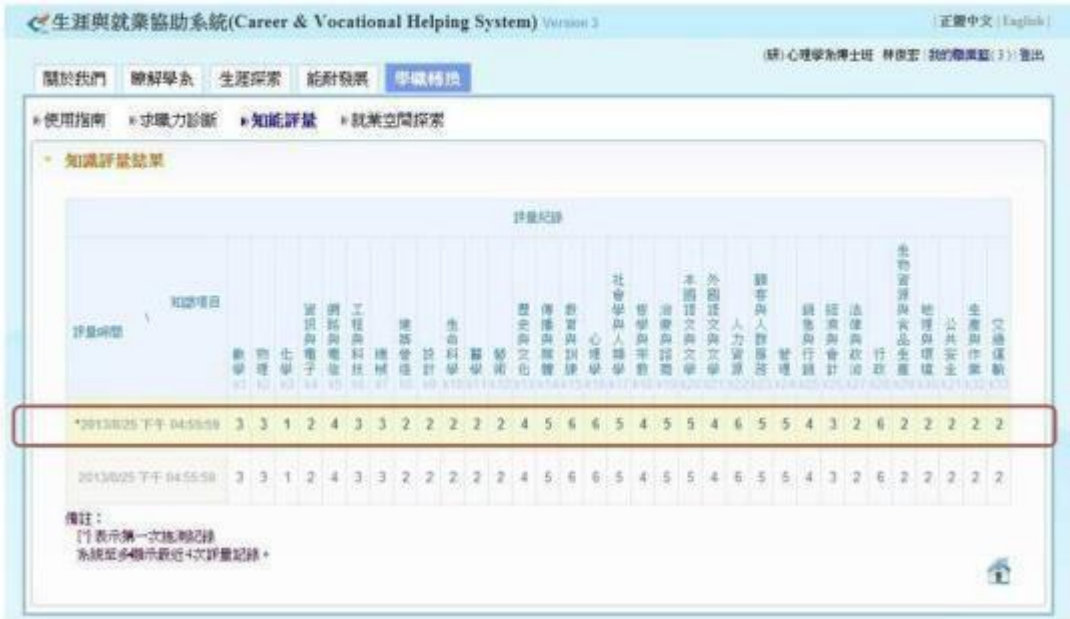 生涯與就業協助系統(Career & Vocational Helping System) Version 3
正體中文 | English
(研)心理學系博士班 林俊宏 我的職業籃(3) 登出
關於我們 瞭解學系 生涯探索 能耐發展 學職轉換
使用指南 求職力診斷 知能評量 就業空間探索
知識評量結果
評量紀錄
知識項目
評量時間
數學 物理 化學 資訊與電子 網路與電信 工程與科技 機械 建築營造 設計 生命科學 醫學 藝術 歷史與文化 傳播與媒體 教育與訓練 心理學 社會學與人類學 哲學與宗教 治療與諮商 本國語文與文學 外國語文與文學 人力資源 顧客與人群服務 管理 銷售與行銷 經濟與會計 法律與政治 行政 生物資源與食品生產 地理與環境 公共安全 生產與作業 交通運輸
*2013/8/25 下午 04:55:59 3 3 1 2 4 3 3 2 2 2 2 2 4 5 6 6 5 4 5 5 4 6 5 5 4 3 2 6 2 2 2 2 2
2013/8/25 下午 04:55:59 3 3 1 2 4 3 3 2 2 2 2 2 4 5 6 6 5 4 5 5 4 6 5 5 4 3 2 6 2 2 2 2 2
備註：
[*] 表示第一次施測紀錄
系統至多顯示最近4次評量記錄。